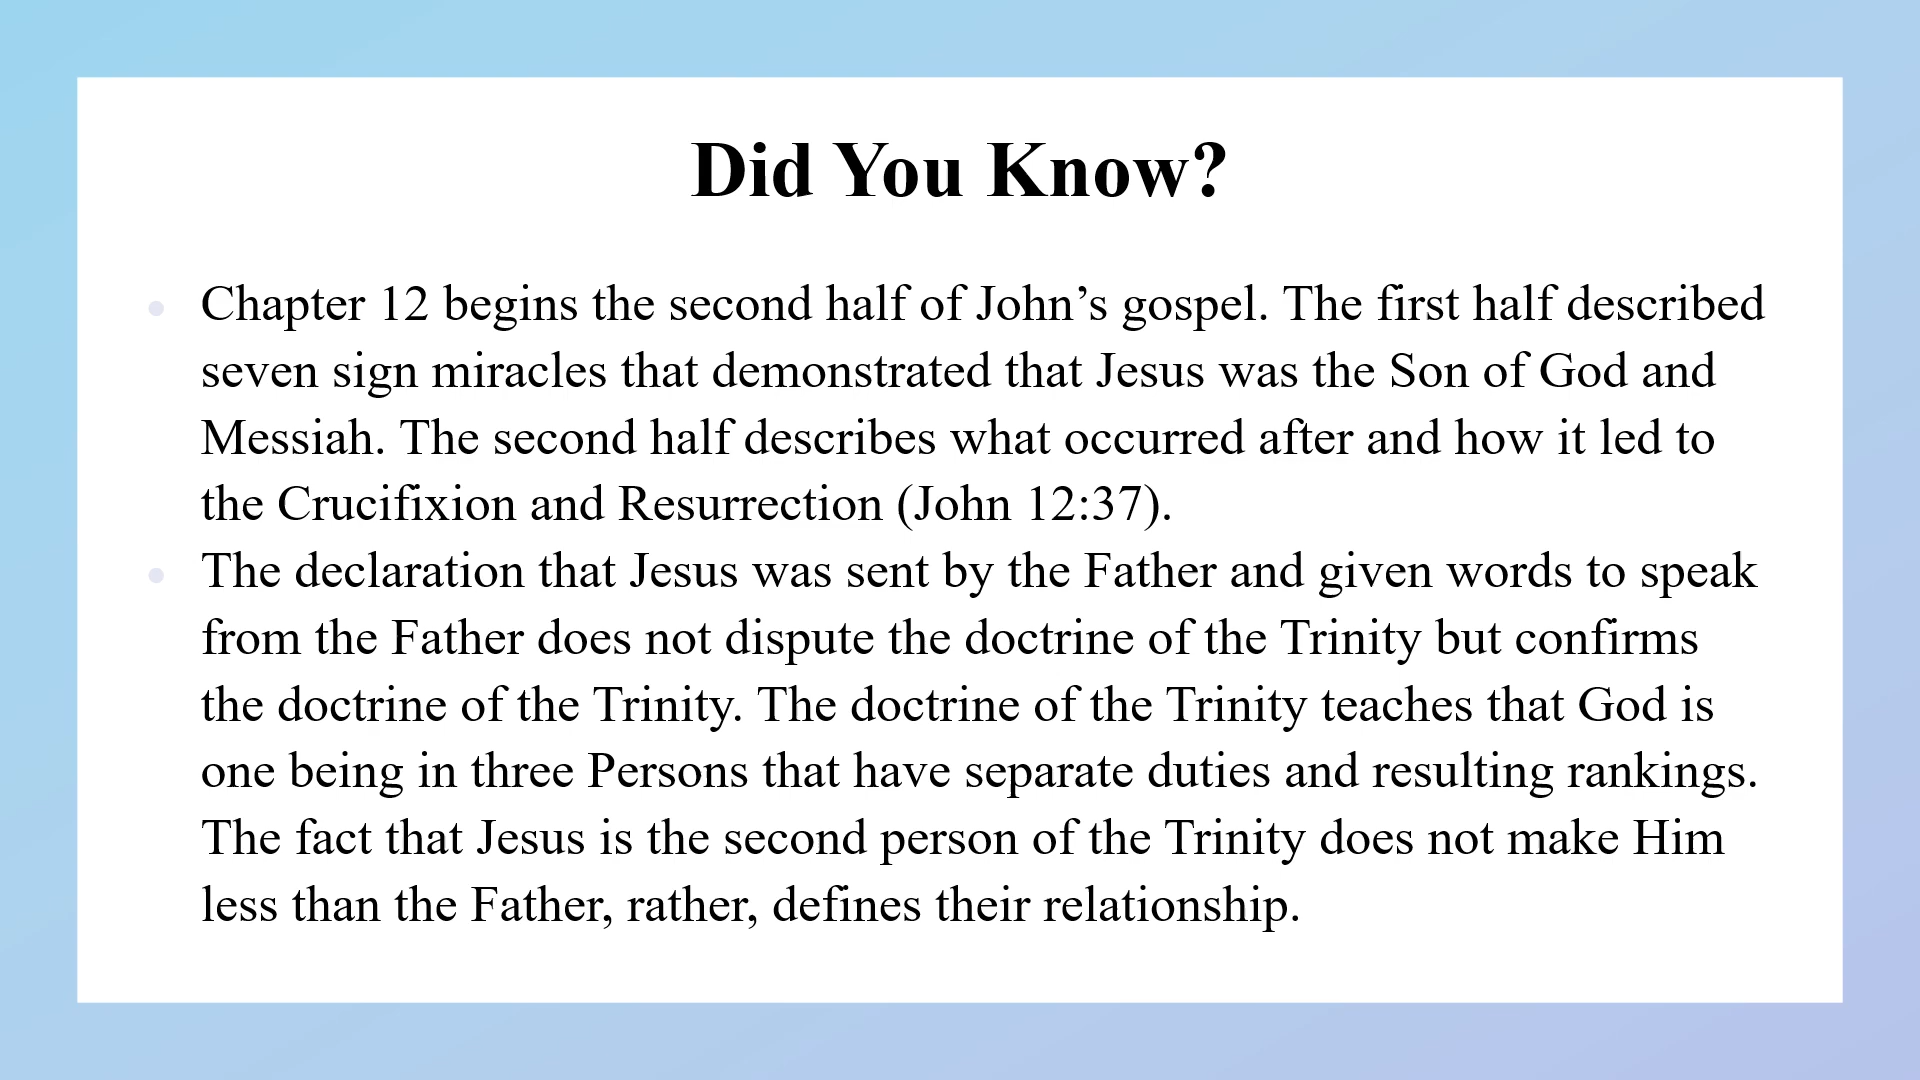 Did You Know?
Chapter 12 begins the second half of John’s gospel. The first half described
seven sign miracles that demonstrated that Jesus was the Son of God and
Messiah. The second half describes what occurred after and how it led to
the Crucifixion and Resurrection (John 12:37).
The declaration that Jesus was sent by the Father and given words to speak
from the Father does not dispute the doctrine of the Trinity but confirms
the doctrine of the Trinity. The doctrine of the Trinity teaches that God is
one being in three Persons that have separate duties and resulting rankings.
The fact that Jesus is the second person of the Trinity does not make Him
less than the Father, rather, defines their relationship.